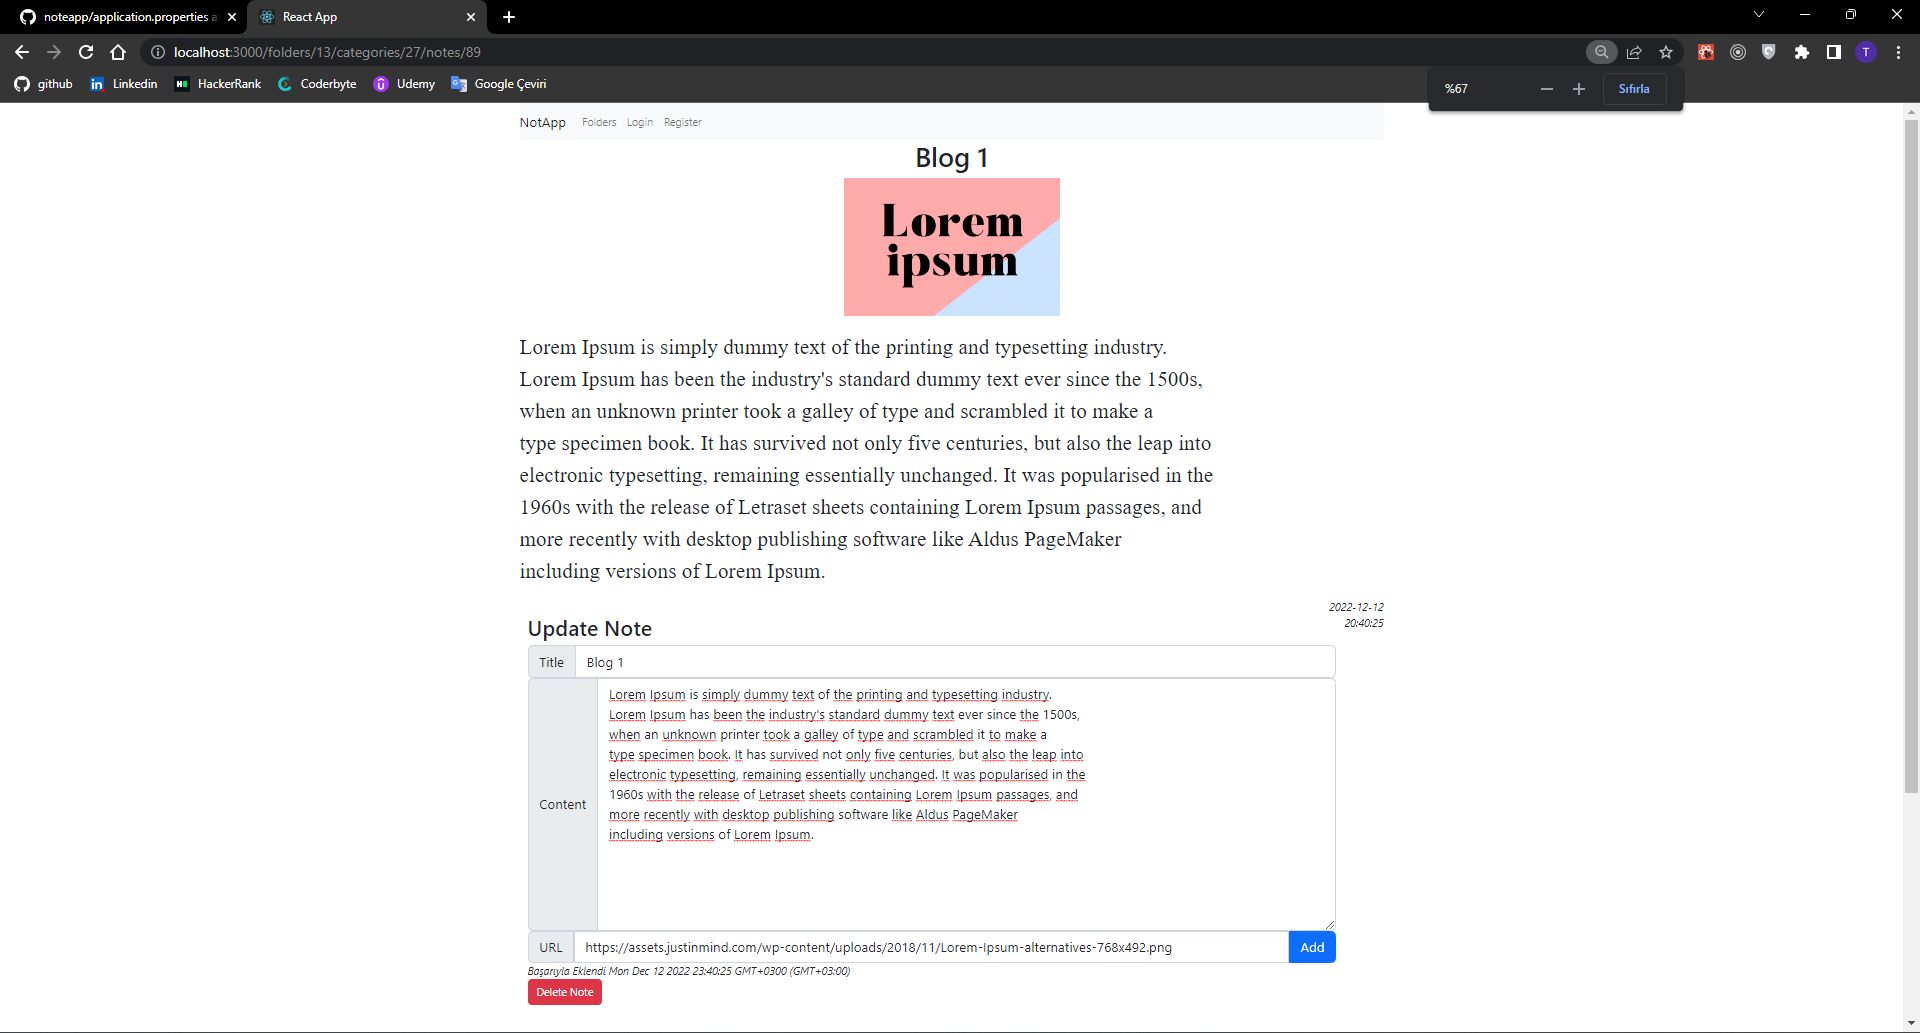 noteapp/application.properties a
React App
localhost:3000/folders/13/categories/27/notes/89
github
Linkedin
HackerRank
Coderbyte
Udemy
Google Çeviri
%67
Sıfırla
T
NotApp Folders Login Register
Blog 1
Lorem
ipsum
Lorem Ipsum is simply dummy text of the printing and typesetting industry.
Lorem Ipsum has been the industry's standard dummy text ever since the 1500s,
when an unknown printer took a galley of type and scrambled it to make a
type specimen book. It has survived not only five centuries, but also the leap into
electronic typesetting, remaining essentially unchanged. It was popularised in the
1960s with the release of Letraset sheets containing Lorem Ipsum passages, and
more recently with desktop publishing software like Aldus PageMaker
including versions of Lorem Ipsum.
2022-12-12
20:40:25
Update Note
Title Blog 1
Content
Lorem Ipsum is simply dummy text of the printing and typesetting industry.
Lorem Ipsum has been the industry's standard dummy text ever since the 1500s,
when an unknown printer took a galley of type and scrambled it to make a
type specimen book. It has survived not only five centuries, but also the leap into
electronic typesetting, remaining essentially unchanged. It was popularised in the
1960s with the release of Letraset sheets containing Lorem Ipsum passages, and
more recently with desktop publishing software like Aldus PageMaker
including versions of Lorem Ipsum.
URL https://assets.justinmind.com/wp-content/uploads/2018/11/Lorem-Ipsum-alternatives-768x492.png Add
Başarıyla Eklendi Mon Dec 12 2022 23:40:25 GMT+0300 (GMT+03:00)
Delete Note